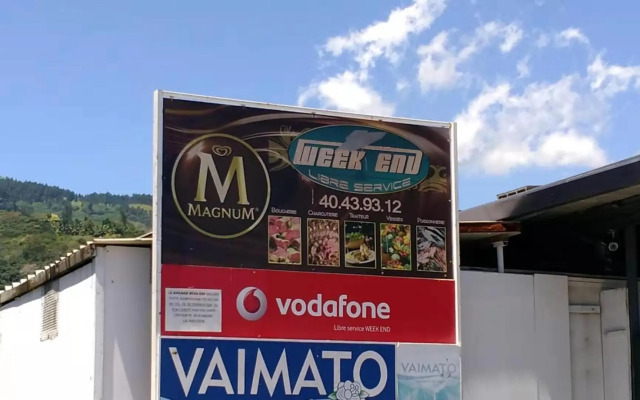 M
MAGNUM®
WEEK END
LIBRE SERVICE
40.43.93.12
BOUCHERIE CHARCUTERIE TRAITEUR POISSONNERIE
vodafone
Libre service WEEK END
VAIMATO
VAIMATO